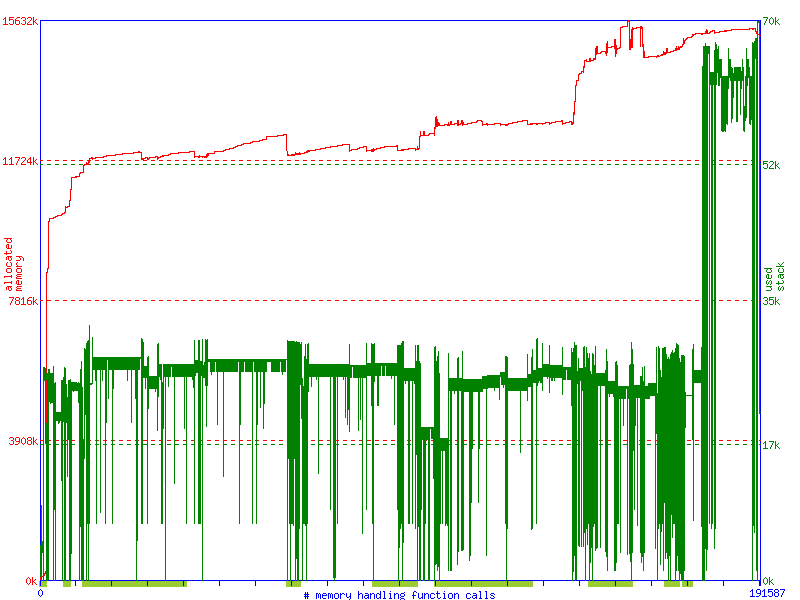 15632k
70k
11724k
52k
allocated
memory
used
stack
7816k
35k
3908k
17k
0k
0k
0
# memory handling function calls
191587